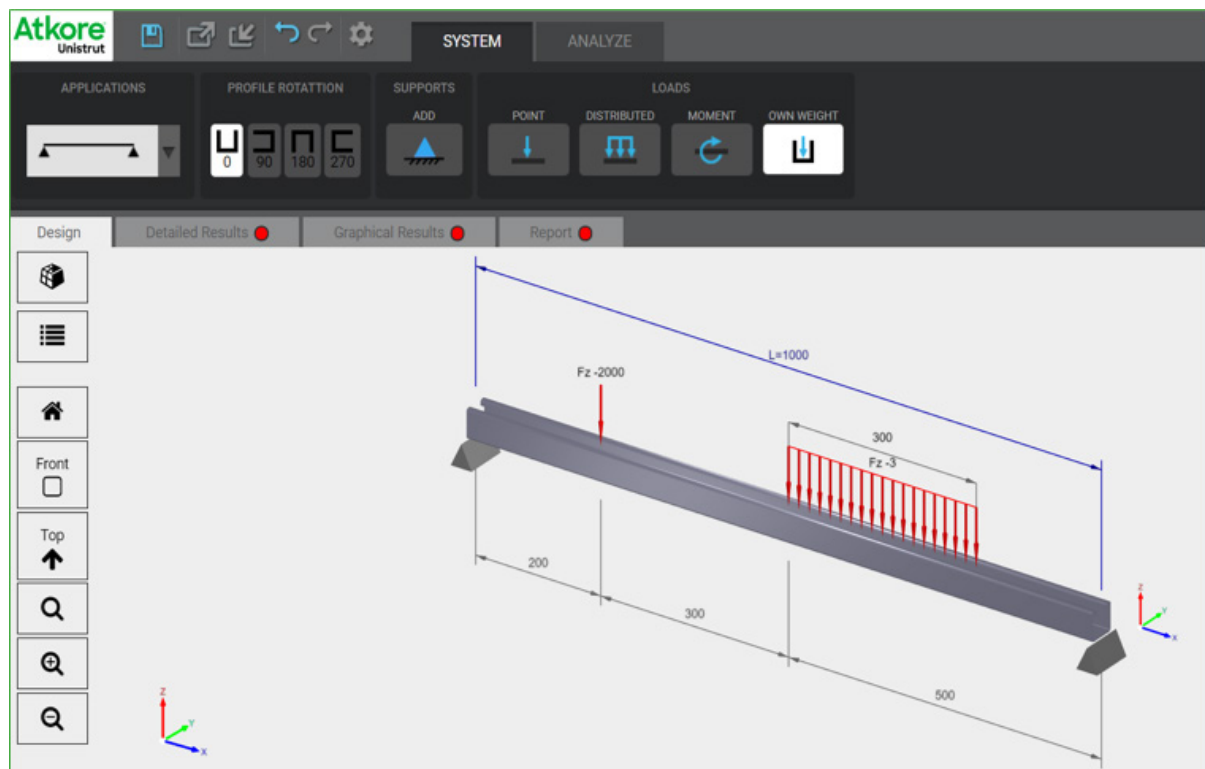 Atkore
Unistrut
SYSTEM
ANALYZE
APPLICATIONS
PROFILE ROTATTION
SUPPORTS
LOADS
ADD
POINT
DISTRIBUTED
MOMENT
OWN WEIGHT
0
90
180
270
Design
Detailed Results
Graphical Results
Report
Front
Top
L=1000
Fz -2000
300
Fz -3
200
300
500
Z
Y
X
Z
Y
X